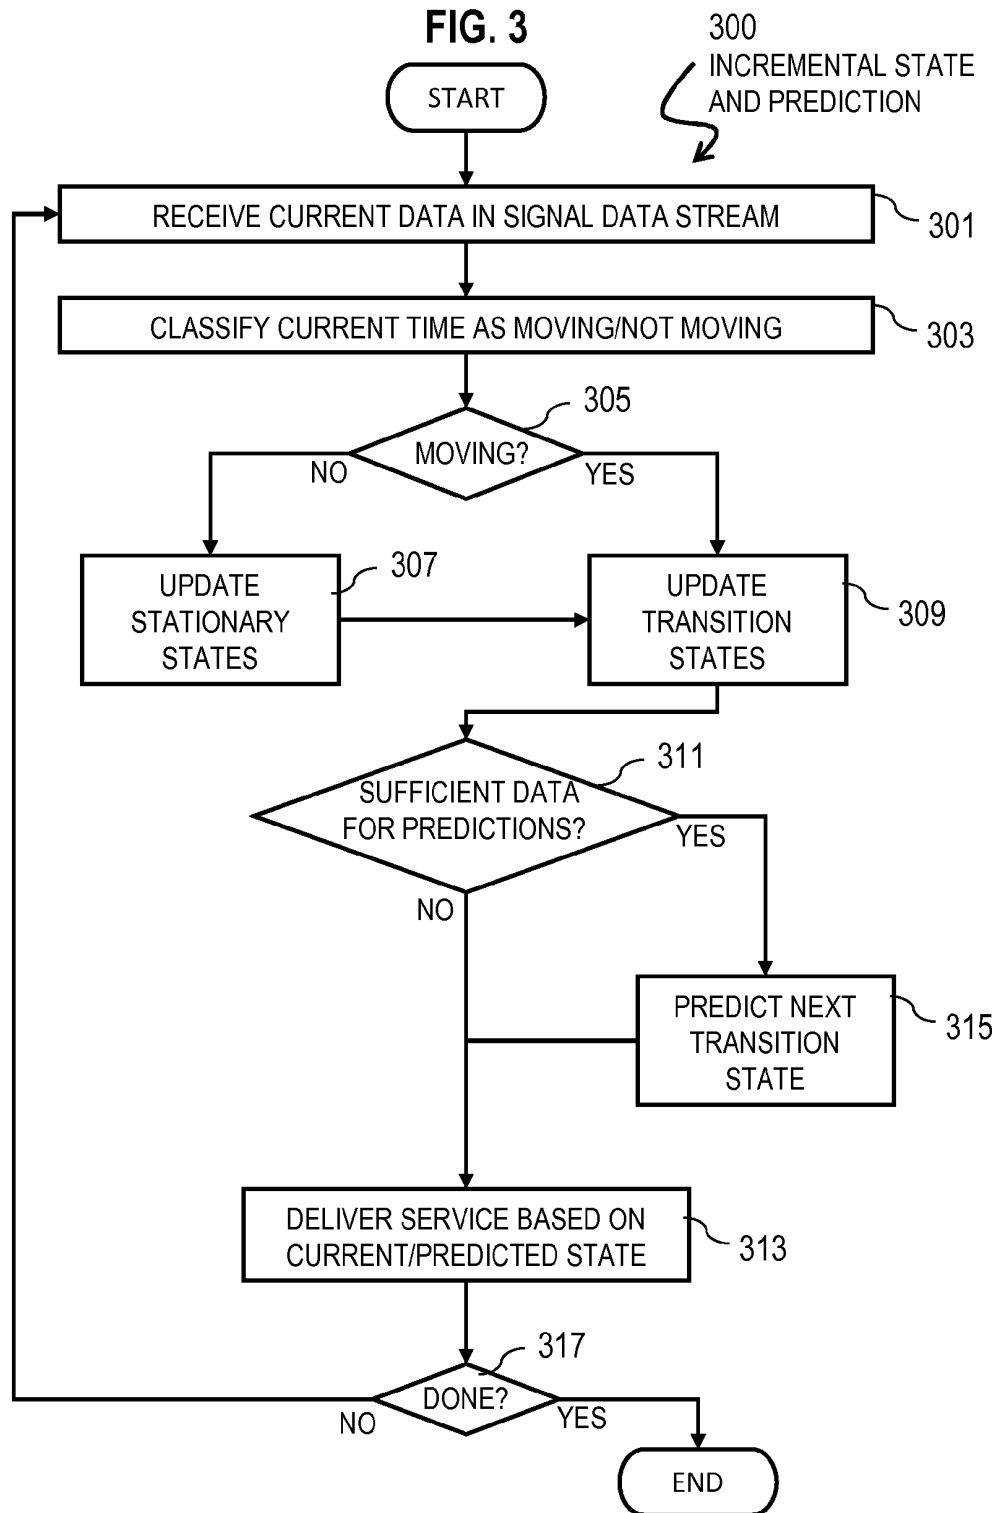 FIG. 3
300
INCREMENTAL STATE
AND PREDICTION
START
RECEIVE CURRENT DATA IN SIGNAL DATA STREAM
301
CLASSIFY CURRENT TIME AS MOVING/NOT MOVING
303
305
MOVING?
NO
YES
UPDATE
STATIONARY
STATES
307
UPDATE
TRANSITION
STATES
309
311
SUFFICIENT DATA
FOR PREDICTIONS?
YES
NO
PREDICT NEXT
TRANSITION
STATE
315
DELIVER SERVICE BASED ON
CURRENT/PREDICTED STATE
313
317
DONE?
NO
YES
END